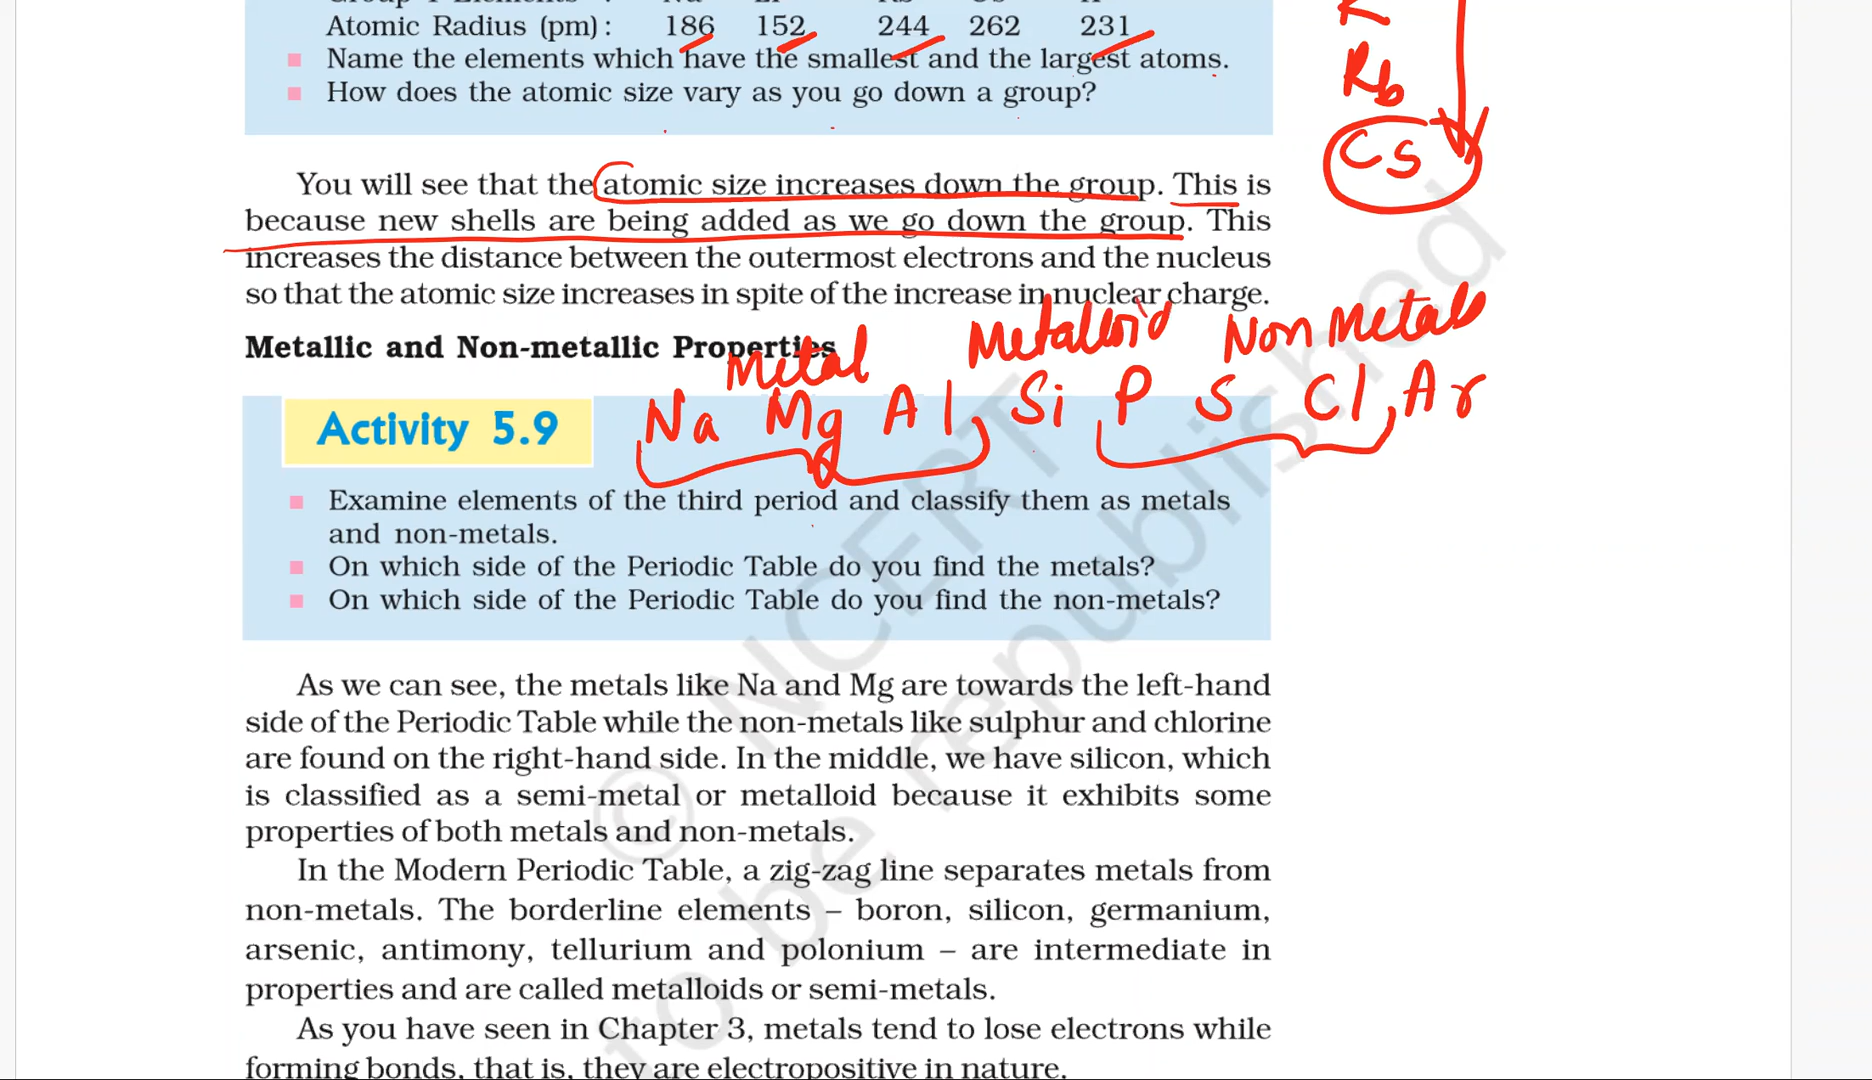 Atomic Radius (pm) : 186 152 244 262 231
Name the elements which have the smallest and the largest atoms.
How does the atomic size vary as you go down a group?
Rb
Cs
You will see that the atomic size increases down the group. This is
because new shells are being added as we go down the group. This
increases the distance between the outermost electrons and the nucleus
so that the atomic size increases in spite of the increase in nuclear charge.
Metallic and Non-metallic Properties
Metal Metalloid Non Metals
Na Mg Al, Si P S Cl, Ar
Activity 5.9
Examine elements of the third period and classify them as metals
and non-metals.
On which side of the Periodic Table do you find the metals?
On which side of the Periodic Table do you find the non-metals?
As we can see, the metals like Na and Mg are towards the left-hand
side of the Periodic Table while the non-metals like sulphur and chlorine
are found on the right-hand side. In the middle, we have silicon, which
is classified as a semi-metal or metalloid because it exhibits some
properties of both metals and non-metals.
In the Modern Periodic Table, a zig-zag line separates metals from
non-metals. The borderline elements – boron, silicon, germanium,
arsenic, antimony, tellurium and polonium – are intermediate in
properties and are called metalloids or semi-metals.
As you have seen in Chapter 3, metals tend to lose electrons while
forming bonds, that is, they are electropositive in nature.
© NCERT
to be republished